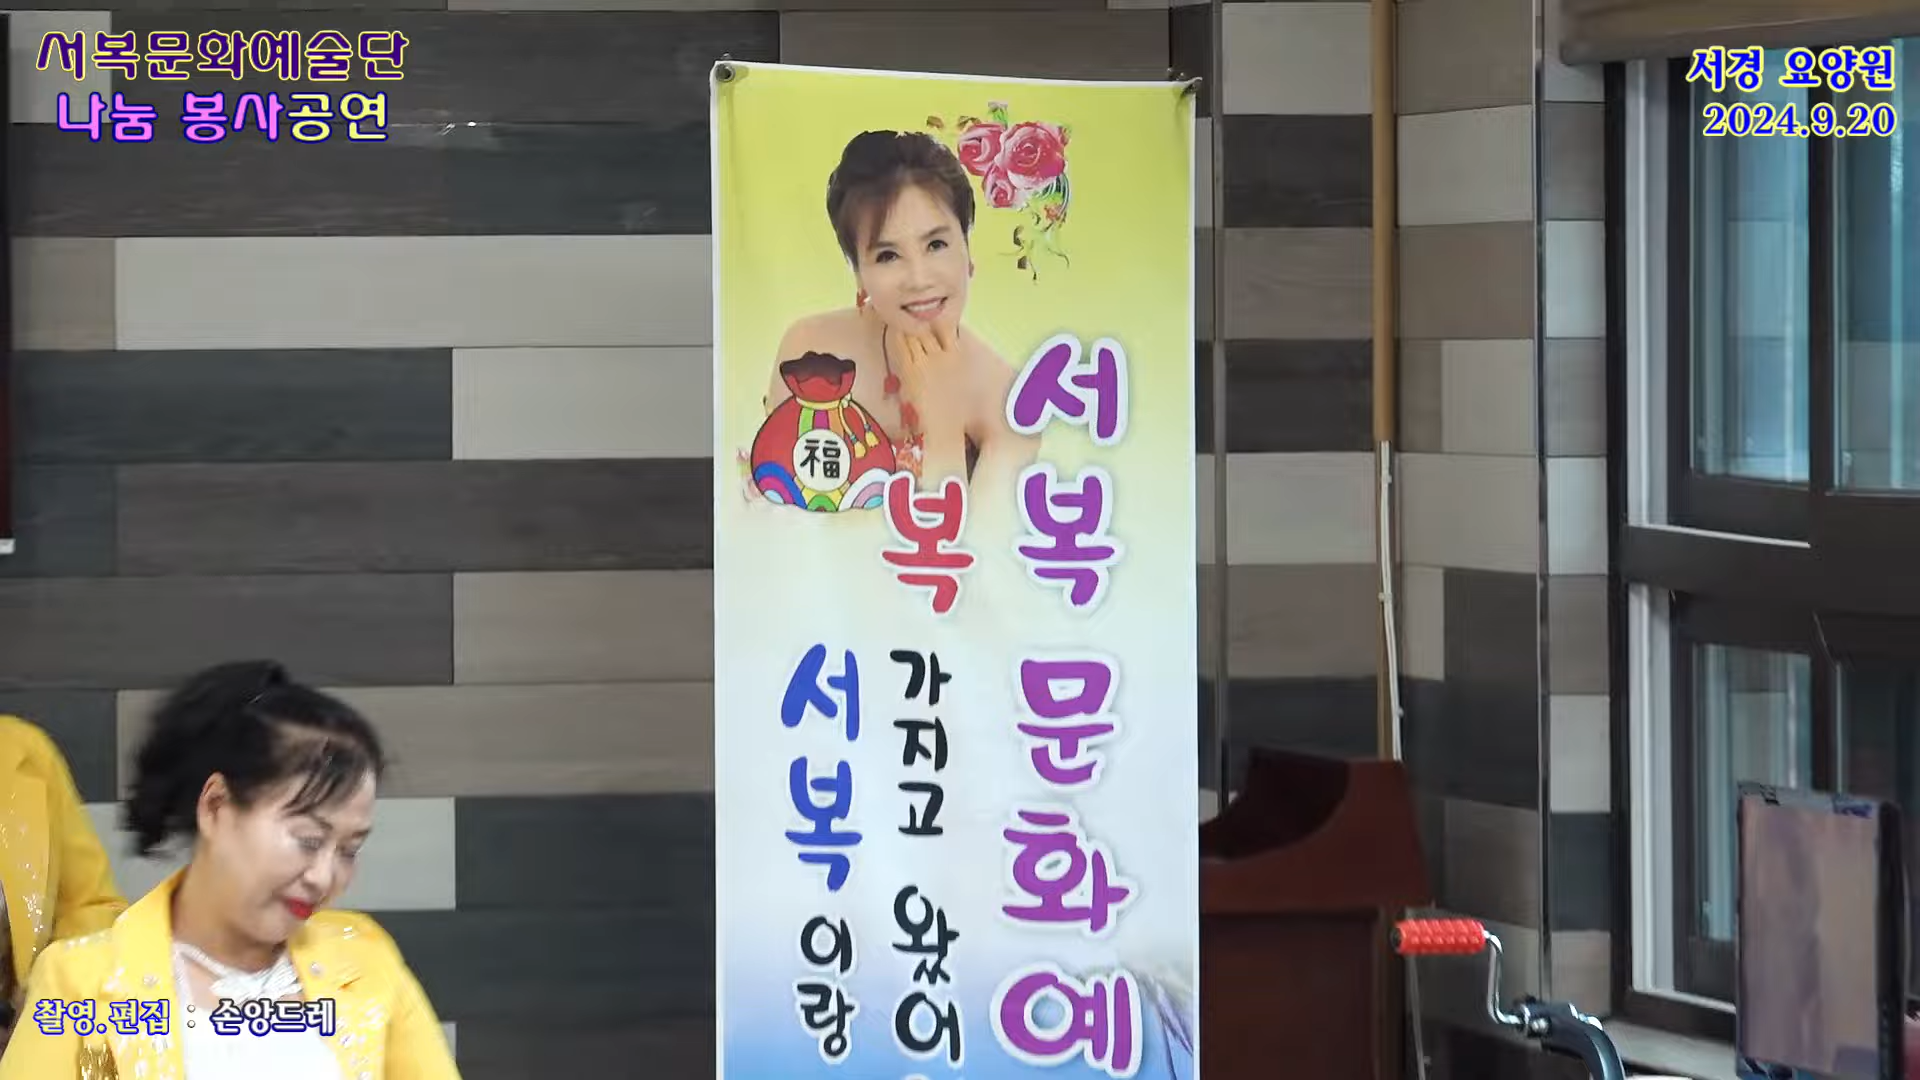 서복문화예술단
나눔 봉사공연
서경 요양원
2024.9.20
福
서복 문화예
복
가지고 왔어
서복이랑
촬영.편집 : 손앙드레